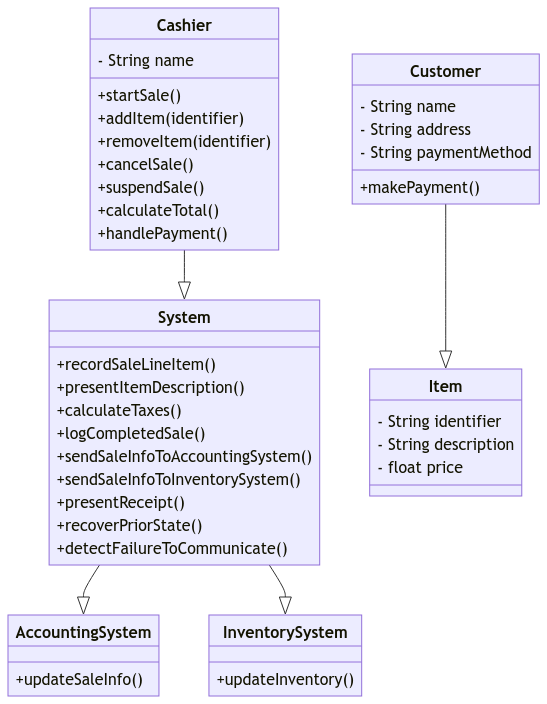 Cashier
- String name
+startSale()
+addItem(identifier)
+removeItem(identifier)
+cancelSale()
+suspendSale()
+calculateTotal()
+handlePayment()
Customer
- String name
- String address
- String paymentMethod
+makePayment()
System
+recordSaleLineItem()
+presentItemDescription()
+calculateTaxes()
+logCompletedSale()
+sendSaleInfoToAccountingSystem()
+sendSaleInfoToInventorySystem()
+presentReceipt()
+recoverPriorState()
+detectFailureToCommunicate()
Item
- String identifier
- String description
- float price
AccountingSystem
+updateSaleInfo()
InventorySystem
+updateInventory()